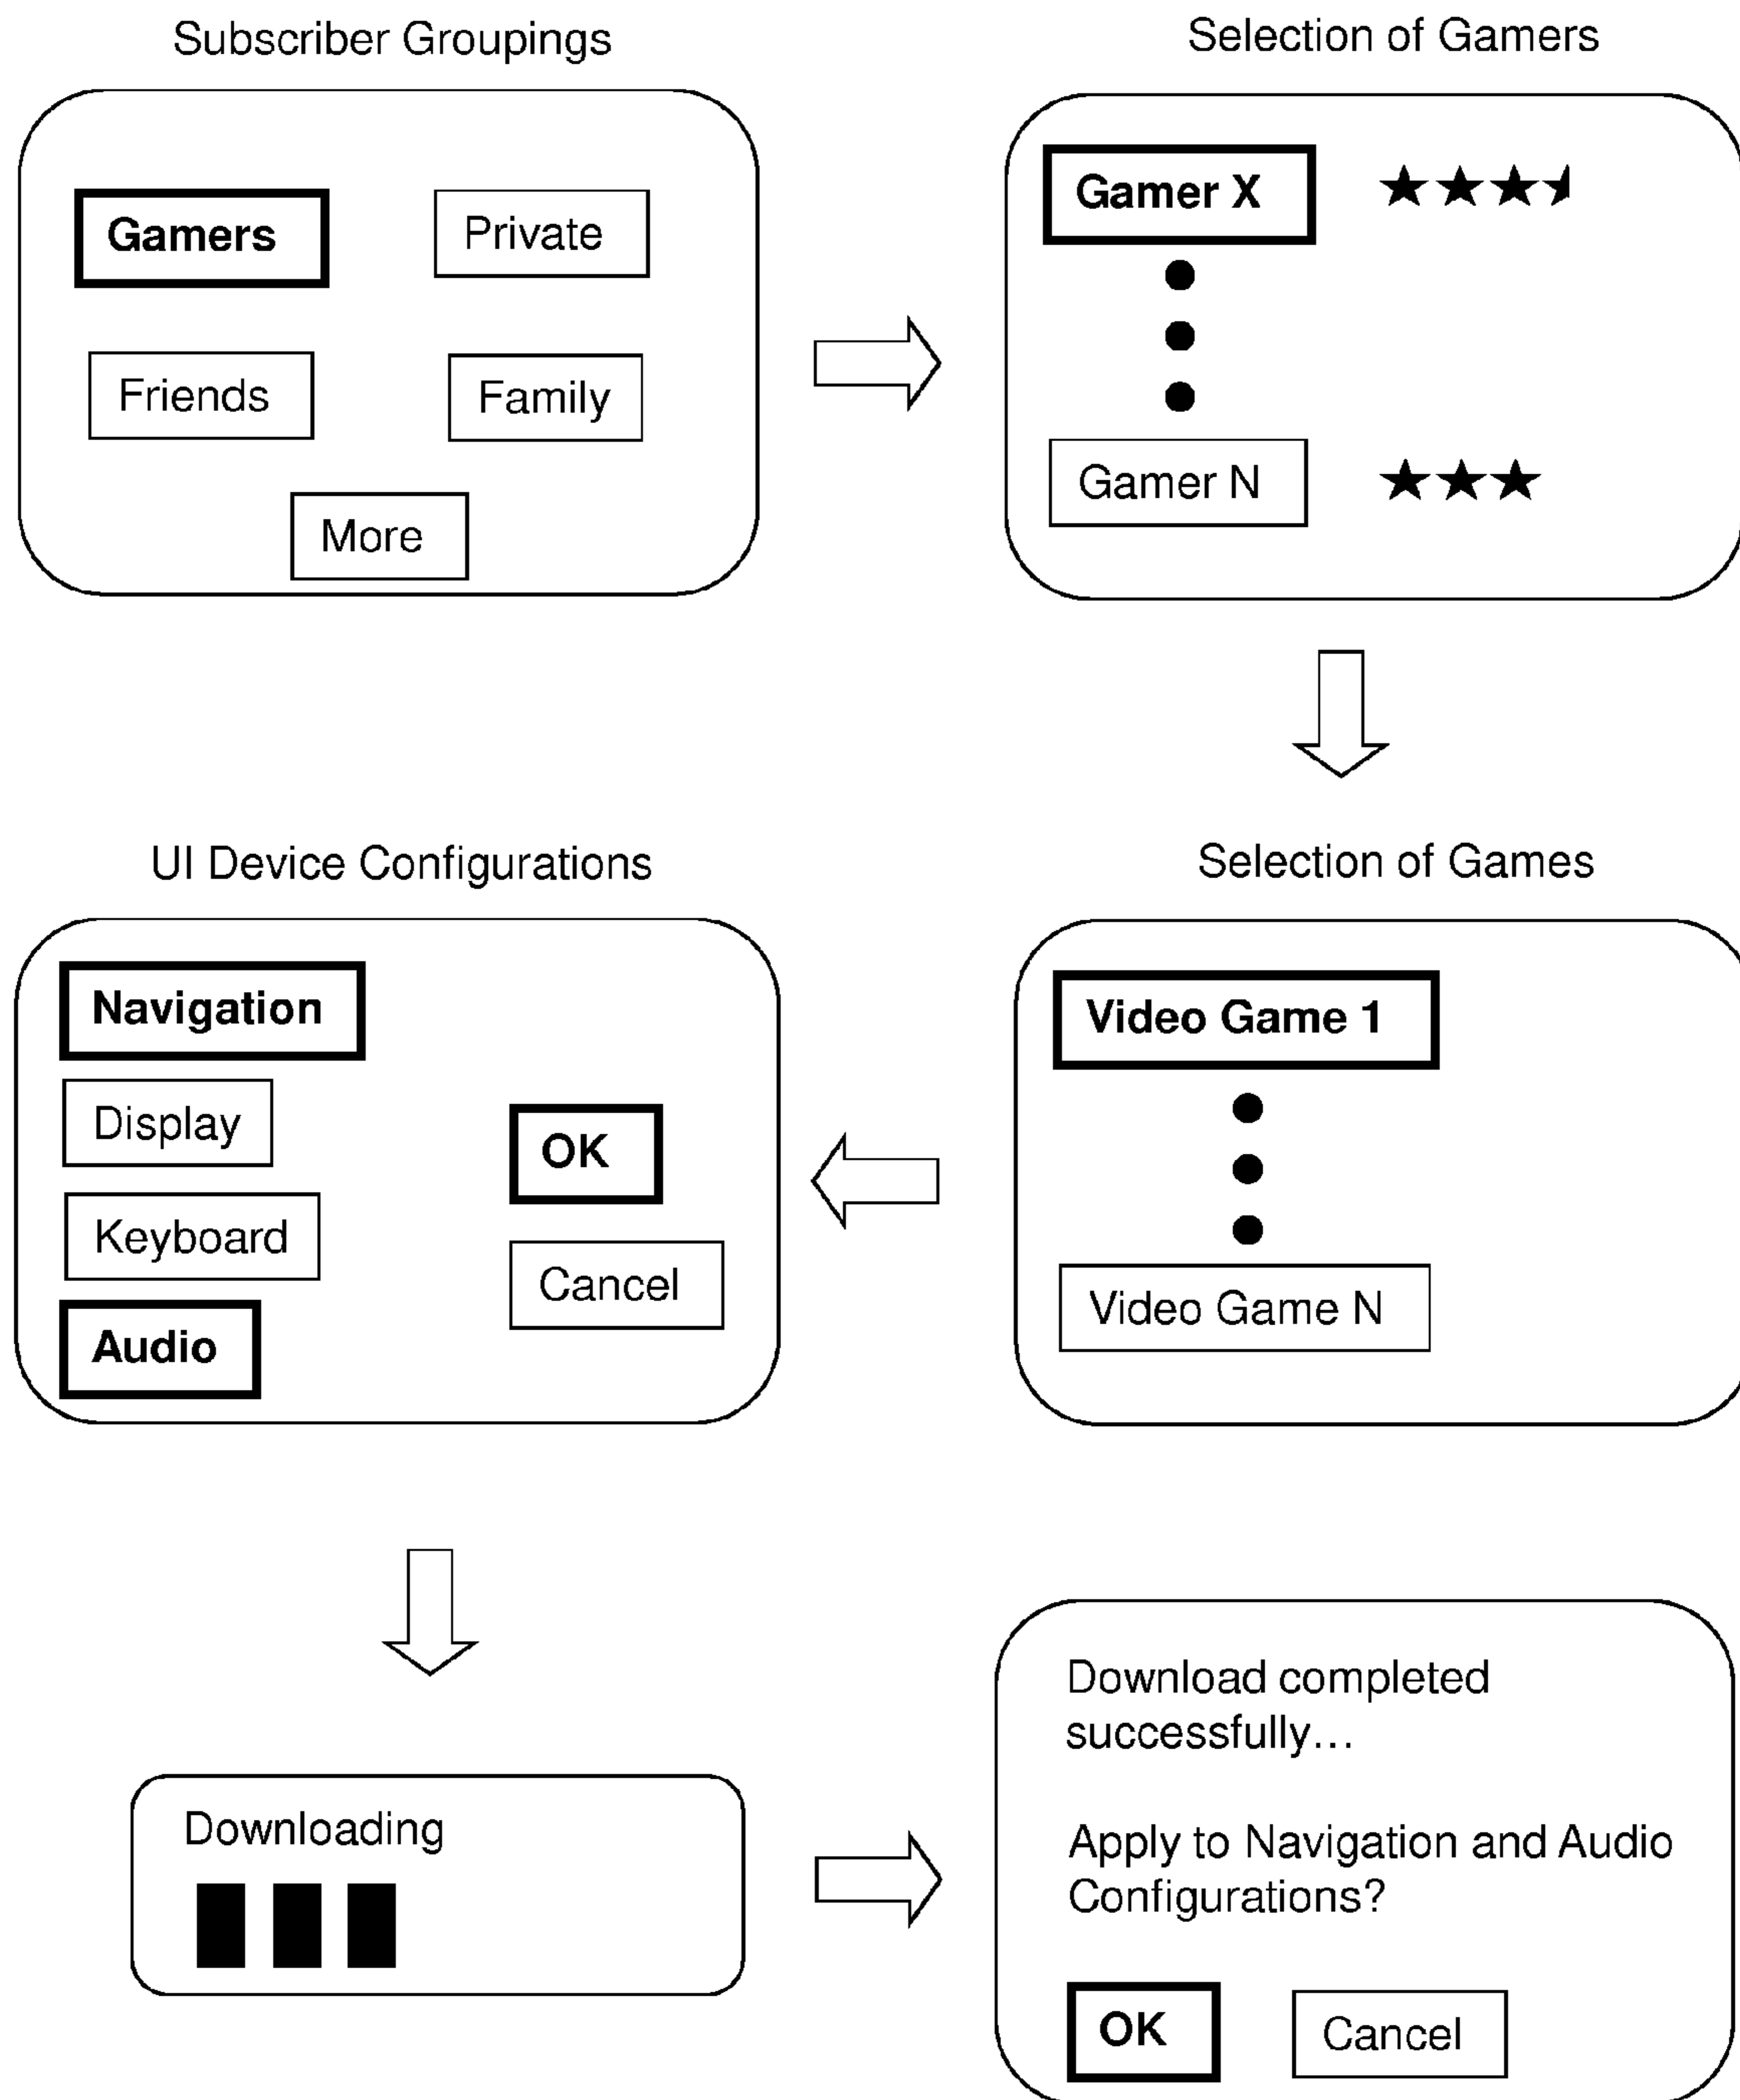 Subscriber Groupings
Gamers
Private
Friends
Family
More
Selection of Gamers
Gamer X
Gamer N
Selection of Games
Video Game 1
Video Game N
UI Device Configurations
Navigation
Display
Keyboard
Audio
OK
Cancel
Downloading
Download completed
successfully...
Apply to Navigation and Audio
Configurations?
OK
Cancel